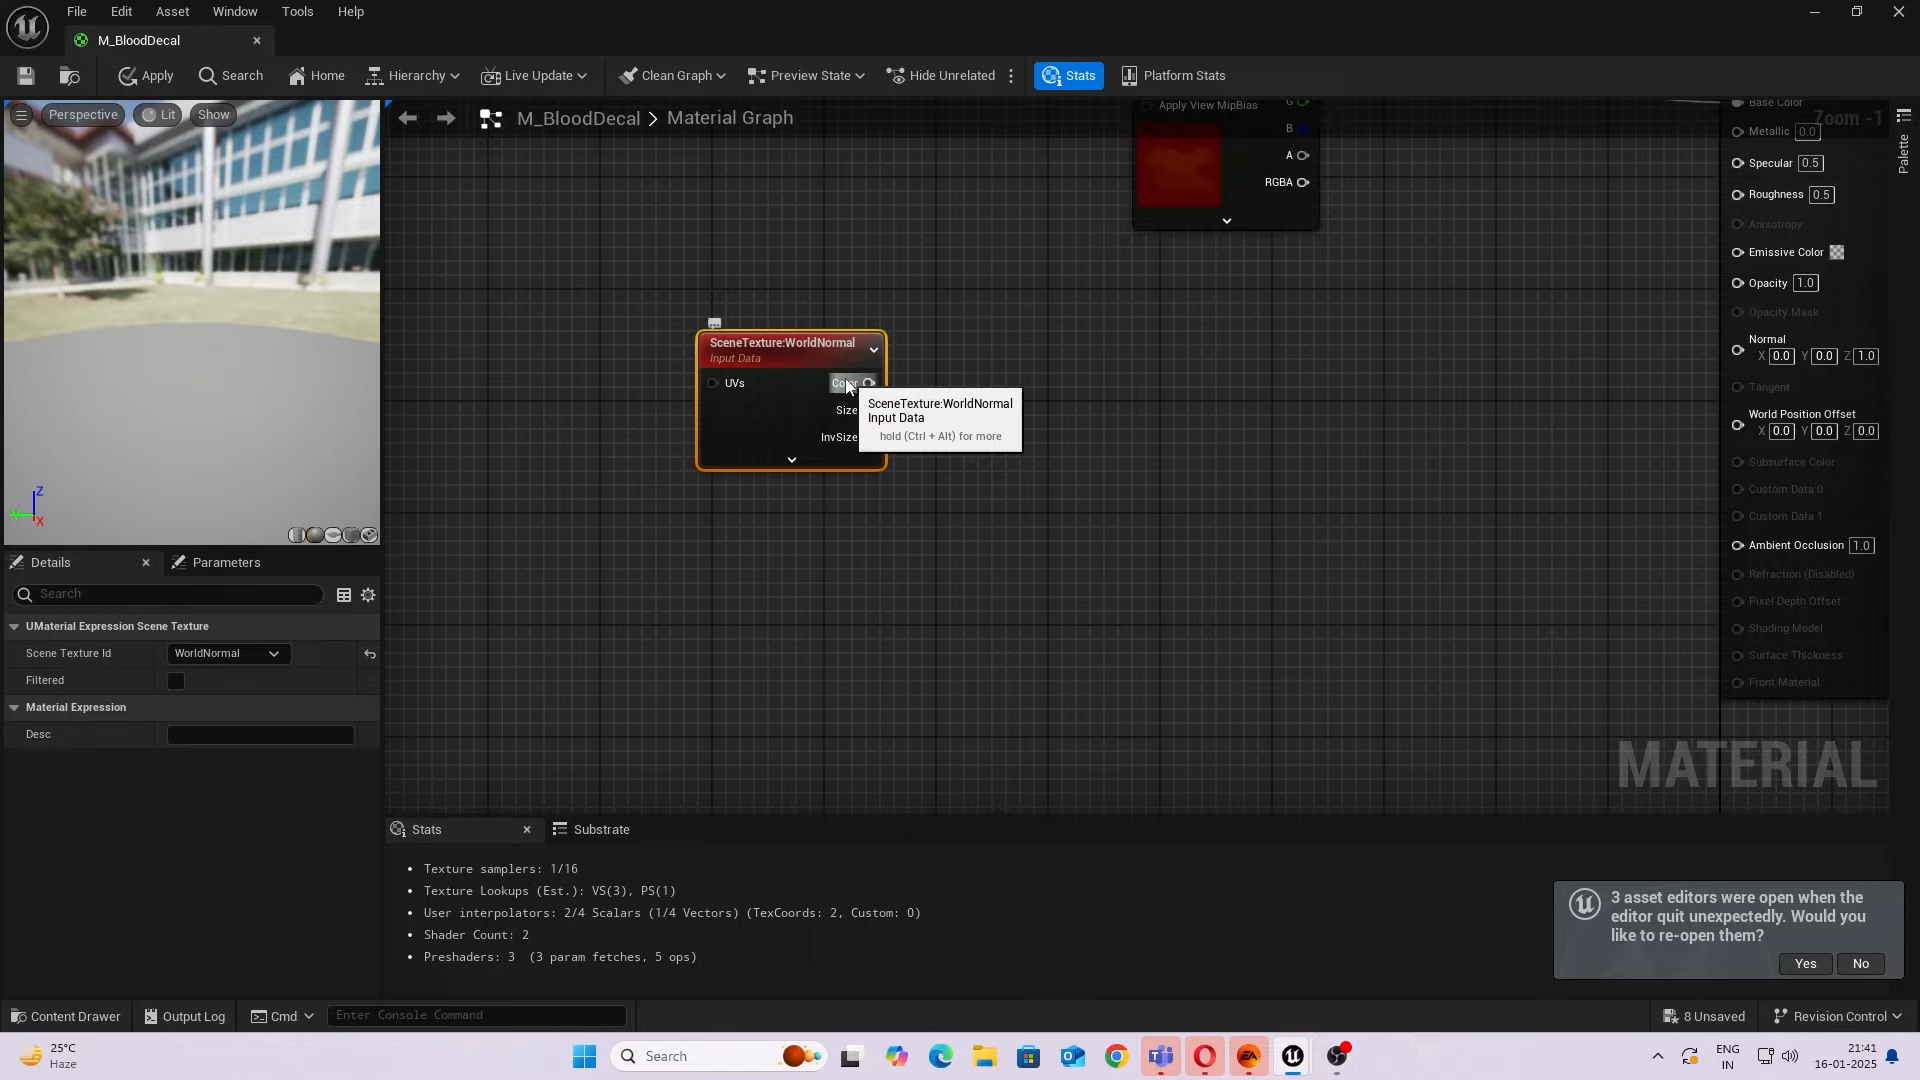 File Edit Asset Window Tools Help
M_BloodDecal
Apply Search Home Hierarchy Live Update Clean Graph Preview State Hide Unrelated Stats Platform Stats
Perspective Lit Show
M_BloodDecal > Material Graph
Zoom -1
Palette
Apply View MipBias
G
B
A
RGBA
SceneTexture:WorldNormal
Input Data
UVs
Color
Size
InvSize
SceneTexture:WorldNormal
Input Data
hold (Ctrl + Alt) for more
Base Color
Metallic 0.0
Specular 0.5
Roughness 0.5
Anisotropy
Emissive Color
Opacity 1.0
Opacity Mask
Normal
X 0.0 Y 0.0 Z 1.0
Tangent
World Position Offset
X 0.0 Y 0.0 Z 0.0
Subsurface Color
Custom Data 0
Custom Data 1
Ambient Occlusion 1.0
Refraction (Disabled)
Pixel Depth Offset
Shading Model
Surface Thickness
Front Material
MATERIAL
Z
X
Details Parameters
Search
UMaterial Expression Scene Texture
Scene Texture Id WorldNormal
Filtered
Material Expression
Desc
Stats Substrate
• Texture samplers: 1/16
• Texture Lookups (Est.): VS(3), PS(1)
• User interpolators: 2/4 Scalars (1/4 Vectors) (TexCoords: 2, Custom: 0)
• Shader Count: 2
• Preshaders: 3 (3 param fetches, 5 ops)
3 asset editors were open when the
editor quit unexpectedly. Would you
like to re-open them?
Yes No
Content Drawer Output Log Cmd Enter Console Command 8 Unsaved Revision Control
25°C
Haze
Search
ENG
IN
21:41
16-01-2025